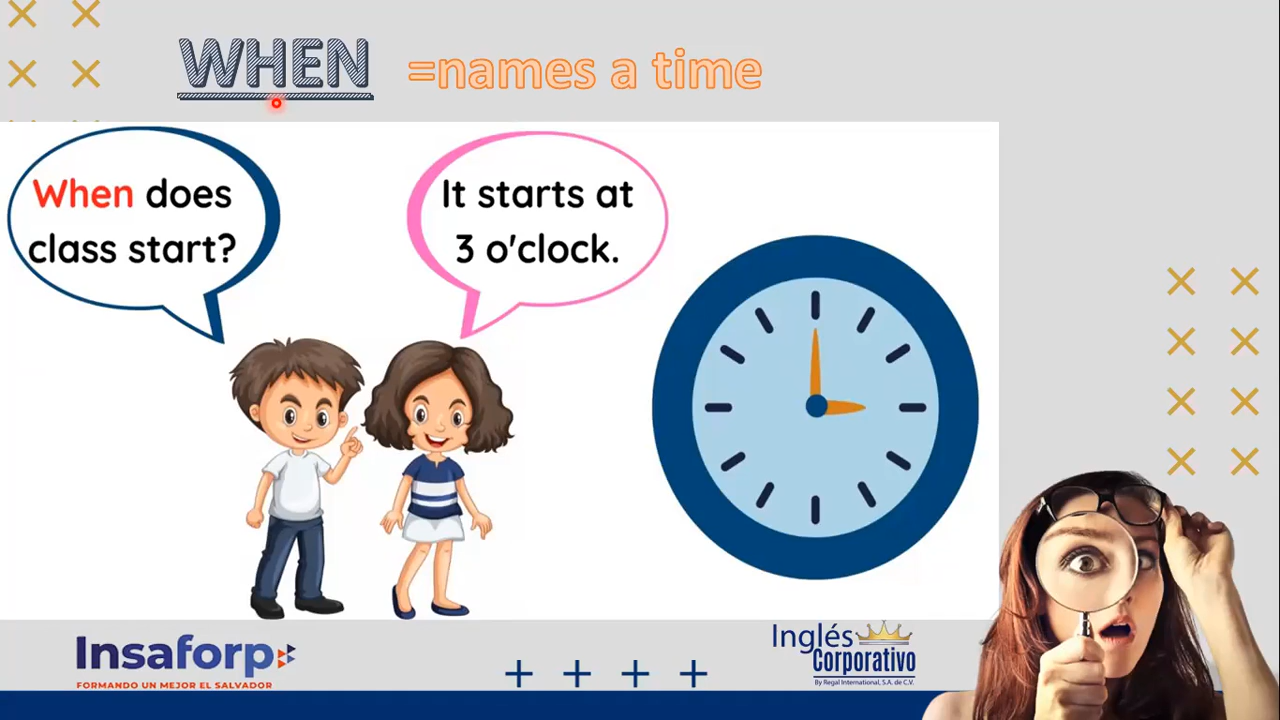 WHEN =names a time
When does
class start?
It starts at
3 o'clock.
Insaforp
FORMANDO UN MEJOR EL SALVADOR
Inglés
Corporativo
By Regal International, S.A. de C.V.